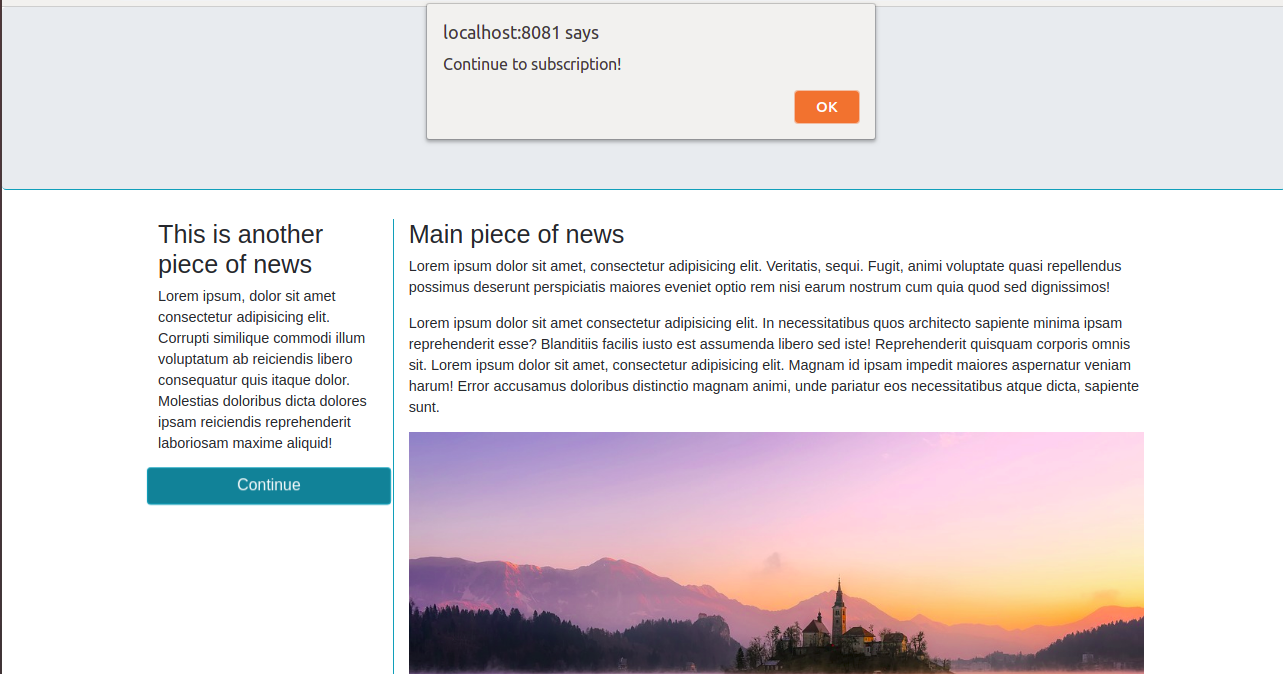 localhost:8081 says
Continue to subscription!
OK
This is another
piece of news
Lorem ipsum, dolor sit amet
consectetur adipisicing elit.
Corrupti similique commodi illum
voluptatum ab reiciendis libero
consequatur quis itaque dolor.
Molestias doloribus dicta dolores
ipsam reiciendis reprehenderit
laboriosam maxime aliquid!
Continue
Main piece of news
Lorem ipsum dolor sit amet, consectetur adipisicing elit. Veritatis, sequi. Fugit, animi voluptate quasi repellendus
possimus deserunt perspiciatis maiores eveniet optio rem nisi earum nostrum cum quia quod sed dignissimos!
Lorem ipsum dolor sit amet consectetur adipisicing elit. In necessitatibus quos architecto sapiente minima ipsam
reprehenderit esse? Blanditiis facilis iusto est assumenda libero sed iste! Reprehenderit quisquam corporis omnis
sit. Lorem ipsum dolor sit amet, consectetur adipisicing elit. Magnam id ipsam impedit maiores aspernatur veniam
harum! Error accusamus doloribus distinctio magnam animi, unde pariatur eos necessitatibus atque dicta, sapiente
sunt.